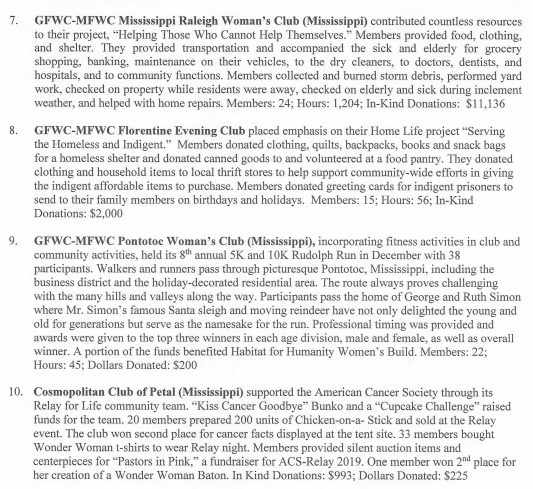 7. GFWC-MFWC Mississippi Raleigh Woman's Club (Mississippi) contributed countless resources
to their project, "Helping Those Who Cannot Help Themselves." Members provided food, clothing,
and shelter. They provided transportation and accompanied the sick and elderly for grocery
shopping, banking, maintenance on their vehicles, to the dry cleaners, to doctors, dentists, and
hospitals, and to community functions. Members collected and burned storm debris, performed yard
work, checked on property while residents were away, checked on elderly and sick during inclement
weather, and helped with home repairs. Members: 24; Hours: 1,204; In-Kind Donations: $11,136
8. GFWC-MFWC Florentine Evening Club placed emphasis on their Home Life project "Serving
the Homeless and Indigent." Members donated clothing, quilts, backpacks, books and snack bags
for a homeless shelter and donated canned goods to and volunteered at a food pantry. They donated
clothing and household items to local thrift stores to help support community-wide efforts in giving
the indigent affordable items to purchase. Members donated greeting cards for indigent prisoners to
send to their family members on birthdays and holidays. Members: 15; Hours: 56; In-Kind
Donations: $2,000
9. GFWC-MFWC Pontotoc Woman's Club (Mississippi), incorporating fitness activities in club and
community activities, held its 8th annual 5K and 10K Rudolph Run in December with 38
participants. Walkers and runners pass through picturesque Pontotoc, Mississippi, including the
business district and the holiday-decorated residential area. The route always proves challenging
with the many hills and valleys along the way. Participants pass the home of George and Ruth Simon
where Mr. Simon's famous Santa sleigh and moving reindeer have not only delighted the young and
old for generations but serve as the namesake for the run. Professional timing was provided and
awards were given to the top three winners in each age division, male and female, as well as overall
winner. A portion of the funds benefited Habitat for Humanity Women's Build. Members: 22;
Hours: 45; Dollars Donated: $200
10. Cosmopolitan Club of Petal (Mississippi) supported the American Cancer Society through its
Relay for Life community team. "Kiss Cancer Goodbye" Bunko and a "Cupcake Challenge" raised
funds for the team. 20 members prepared 200 units of Chicken-on-a- Stick and sold at the Relay
event. The club won second place for cancer facts displayed at the tent site. 33 members bought
Wonder Woman t-shirts to wear Relay night. Members provided silent auction items and
centerpieces for "Pastors in Pink," a fundraiser for ACS-Relay 2019. One member won 2nd place for
her creation of a Wonder Woman Baton. In Kind Donations: $993; Dollars Donated: $225